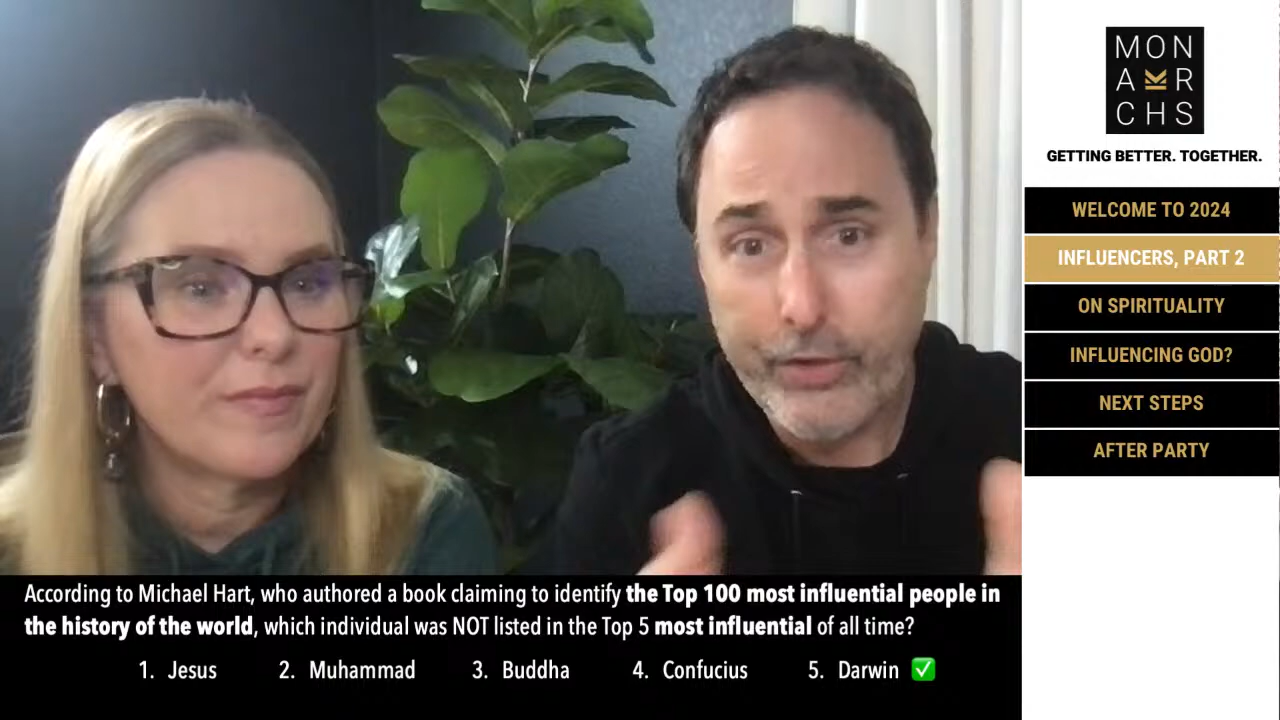 According to Michael Hart, who authored a book claiming to identify the Top 100 most influential people in
the history of the world, which individual was NOT listed in the Top 5 most influential of all time?
1. Jesus 2. Muhammad 3. Buddha 4. Confucius 5. Darwin ✅
MON
ARK
CHS
GETTING BETTER. TOGETHER.
WELCOME TO 2024
INFLUENCERS, PART 2
ON SPIRITUALITY
INFLUENCING GOD?
NEXT STEPS
AFTER PARTY